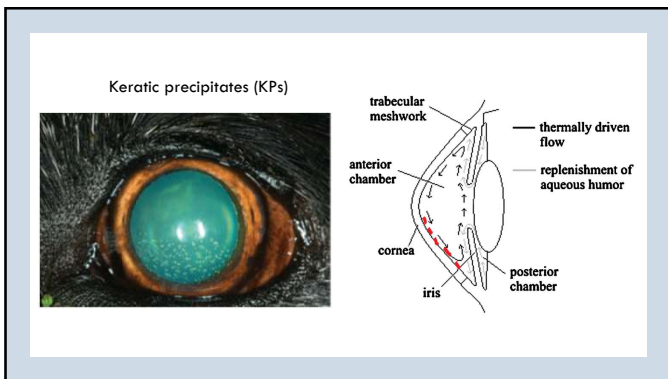 Keratic precipitates (KPs)
trabecular
meshwork
thermally driven
flow
anterior
chamber
replenishment of
aqueous humor
cornea
posterior
chamber
iris